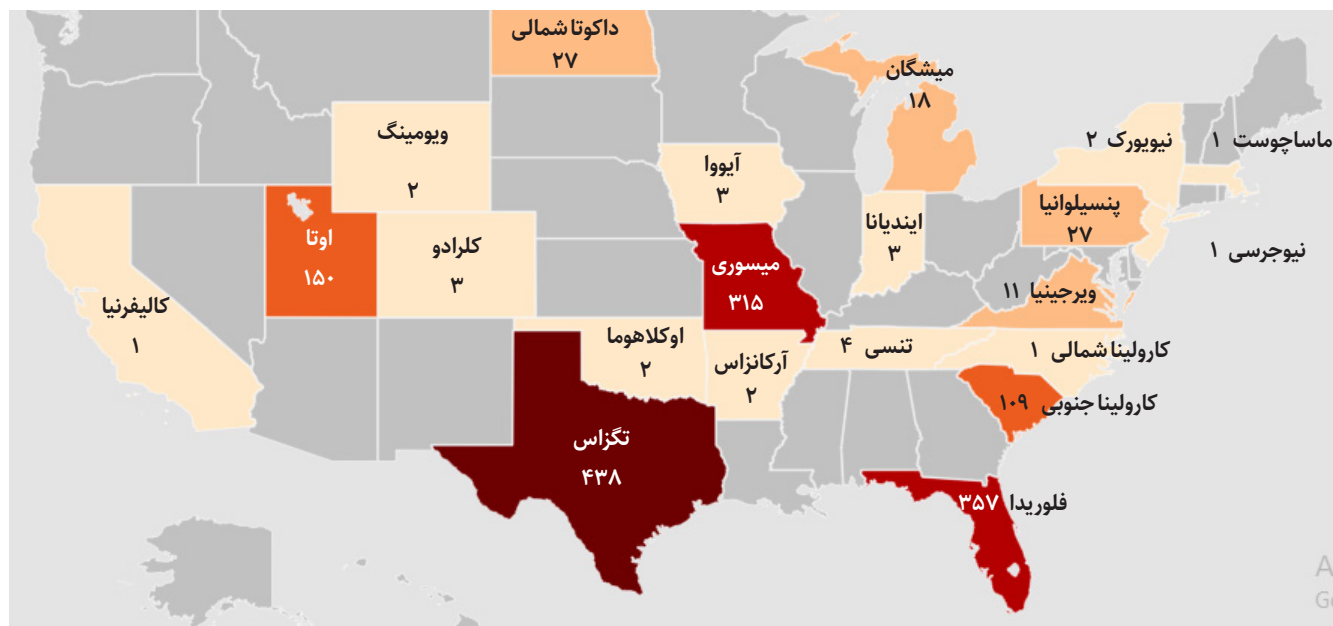 داکوتا شمالی
۲۷
میشگان
۱۸
ویومینگ
۲
آیووا
۳
نیویورک ۲
ماساچوست ۱
ایندیانا
۳
پنسیلوانیا
۲۷
اوتا
۱۵۰
کلرادو
۳
میسوری
۳۱۵
نیوجرسی ۱
کالیفرنیا
۱
ویرجینیا ۱۱
اوکلاهوما
۲
آرکانزاس
۲
تنسی ۴
کارولینا شمالی ۱
کارولینا جنوبی ۱۰۹
تگزاس
۴۳۸
فلوریدا ۳۵۷